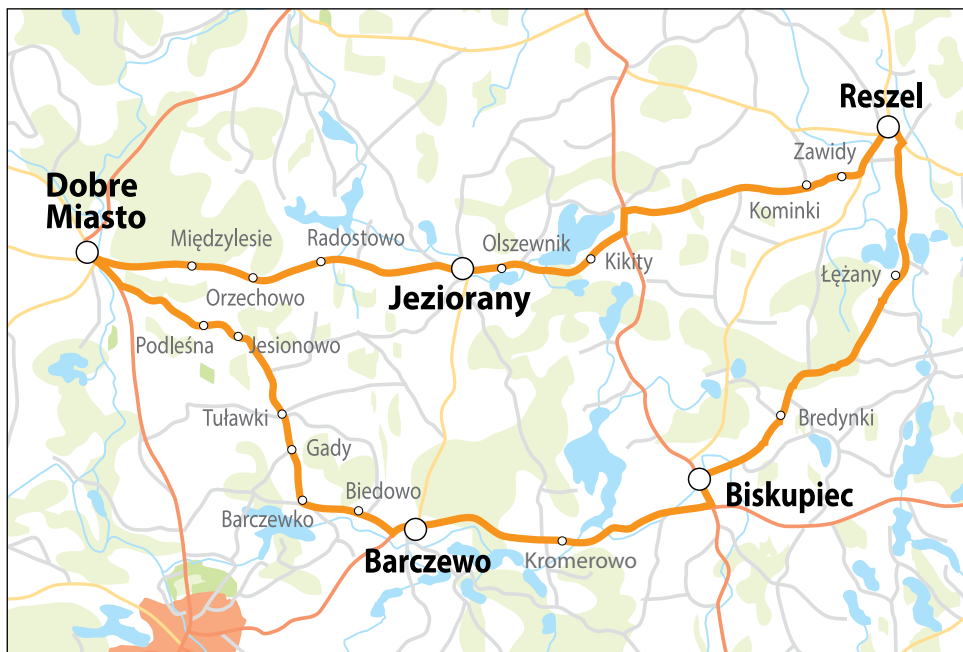 Reszel
Zawidy
Dobre
Miasto
Kominki
Międzylesie
Radostowo
Olszewnik
Kikity
Łężany
Orzechowo
Jeziorany
Podleśna
Jesionowo
Tuławki
Bredynki
Gady
Biedowo
Biskupiec
Barczewko
Barczewo
Kromerowo